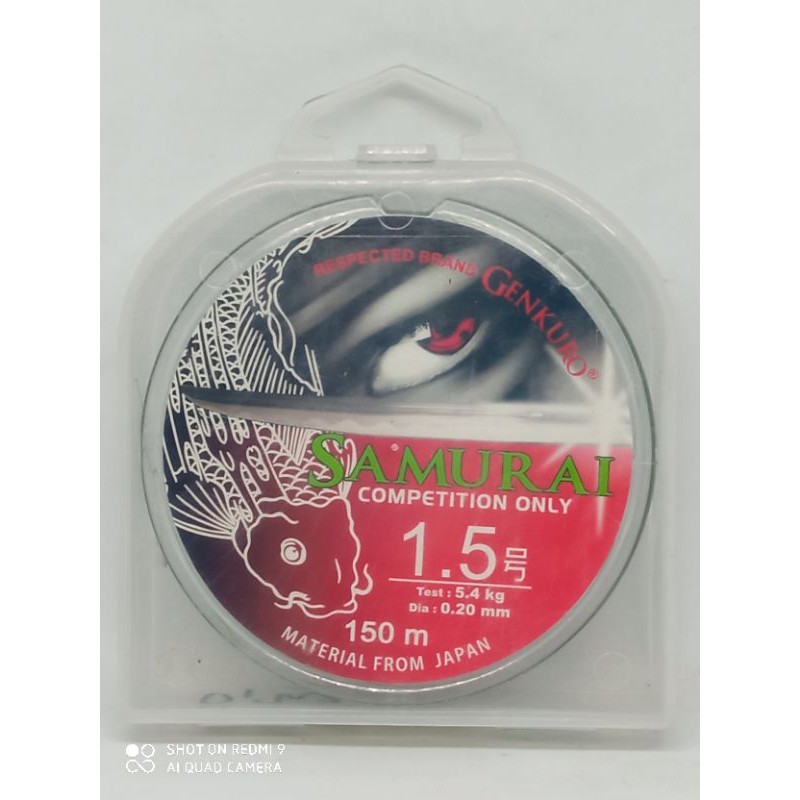 RESPECTED BRAND GENKURO®
SAMURAI
COMPETITION ONLY
1.5号
Test : 5.4 kg
Dia : 0.20 mm
150 m
MATERIAL FROM JAPAN
SHOT ON REDMI 9
AI QUAD CAMERA